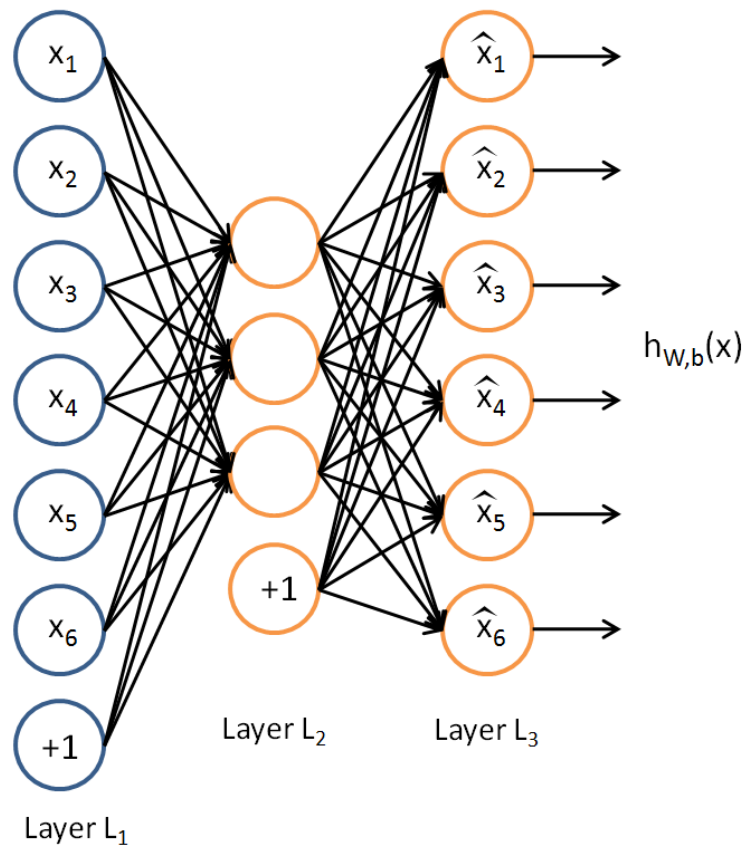 x₁
x₂
x₃
x₄
x₅
x₆
+1
Layer L₁
+1
Layer L₂
x̂₁
x̂₂
x̂₃
x̂₄
x̂₅
x̂₆
Layer L₃
h_{W,b}(x)